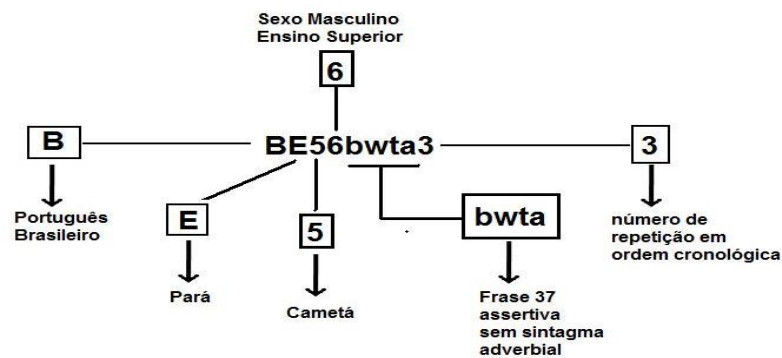 Sexo Masculino
Ensino Superior
6
B
BE56bwta3
3
Português
Brasileiro
E
5
bwta
número de
repetição em
ordem cronológica
Pará
Cametá
Frase 37
assertiva
sem sintagma
adverbial